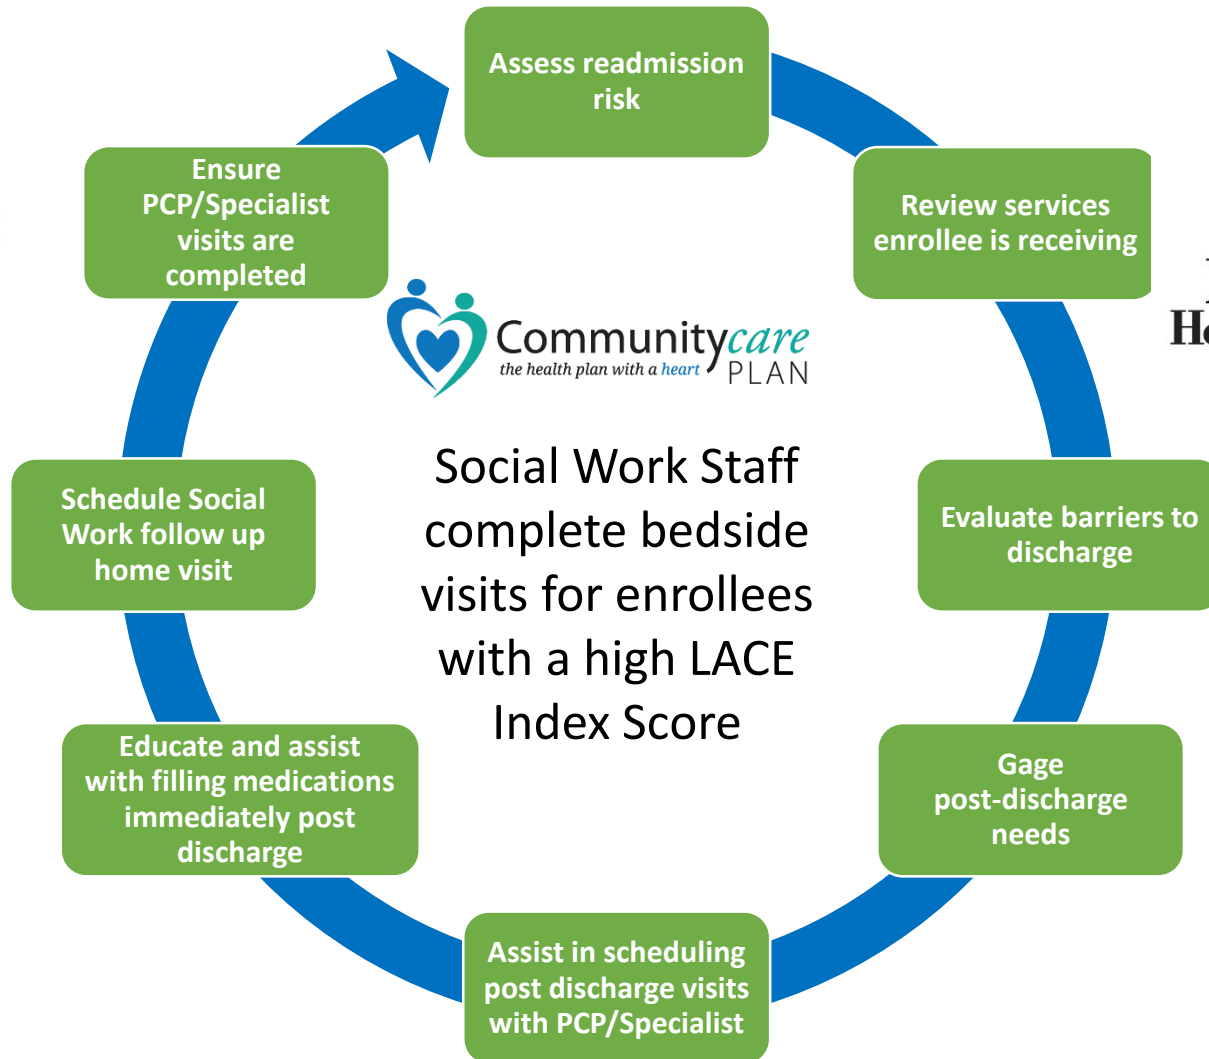 Assess readmission
risk
Review services
enrollee is receiving
Evaluate barriers to
discharge
Gage
post-discharge
needs
Assist in scheduling
post discharge visits
with PCP/Specialist
Educate and assist
with filling medications
immediately post
discharge
Schedule Social
Work follow up
home visit
Ensure
PCP/Specialist
visits are
completed
Communitycare
the health plan with a heart PLAN
Social Work Staff
complete bedside
visits for enrollees
with a high LACE
Index Score